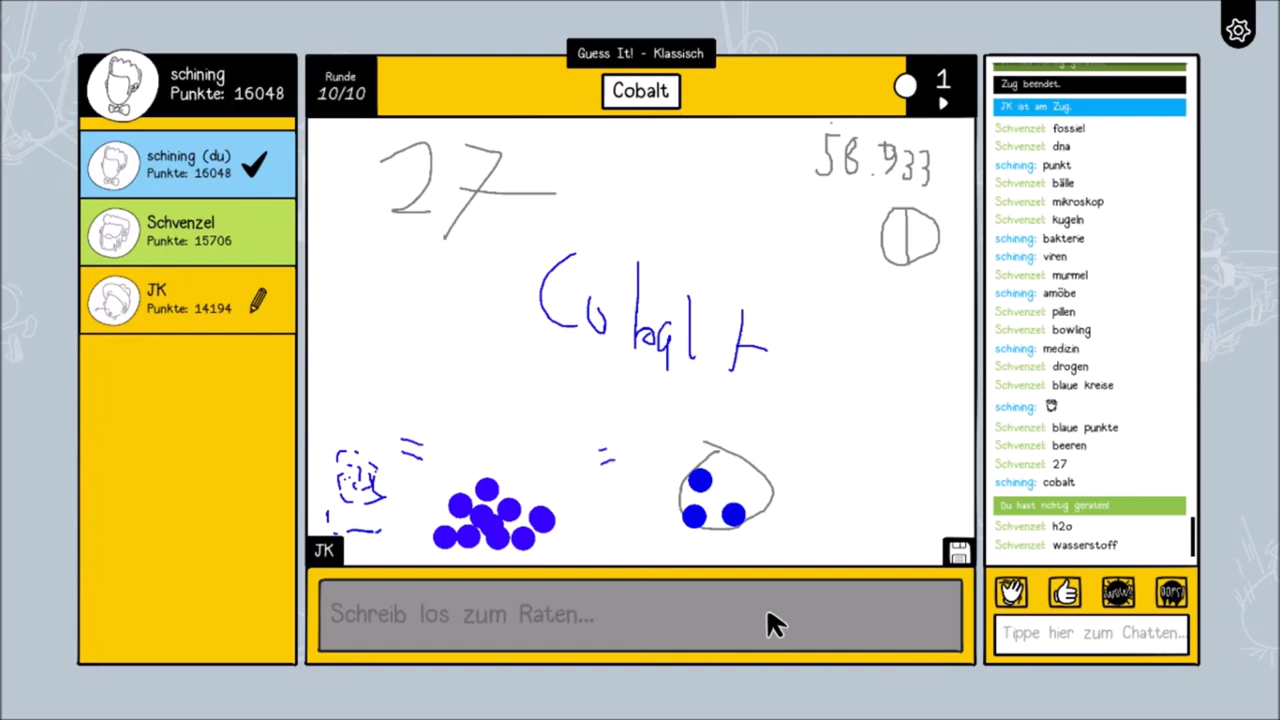 Guess It! - Klassisch
schining
Punkte: 16048
Runde
10/10
Cobalt
1
schining (du)
Punkte: 16048
Schvenzel
Punkte: 15706
JK
Punkte: 14194
27
58.933
Cobalt
=
=
JK
Schreib los zum Raten...
Zug beendet.
JK ist am Zug.
Schvenzel: fossiel
Schvenzel: dna
schining: punkt
Schvenzel: bälle
Schvenzel: mikroskop
Schvenzel: kugeln
schining: bakterie
schining: viren
Schvenzel: murmel
schining: amöbe
Schvenzel: pillen
Schvenzel: bowling
schining: medizin
Schvenzel: drogen
Schvenzel: blaue kreise
schining:
Schvenzel: blaue punkte
Schvenzel: beeren
Schvenzel: 27
schining: cobalt
Du hast richtig geraten!
Schvenzel: h2o
Schvenzel: wasserstoff
WOW!
OOPS!
Tippe hier zum Chatten...